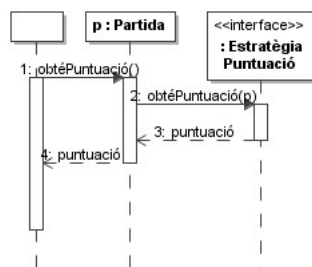 p : Partida
<<interface>>
: Estratègia
Puntuació
1: obtéPuntuació()
2: obtéPuntuació(p)
3: puntuació
4: puntuació